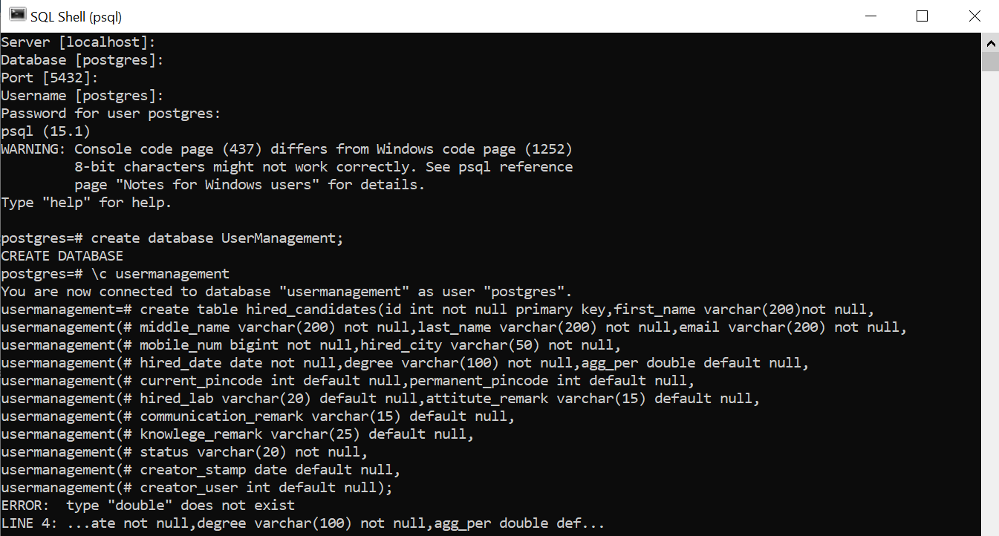 SQL Shell (psql)
Server [localhost]:
Database [postgres]:
Port [5432]:
Username [postgres]:
Password for user postgres:
psql (15.1)
WARNING: Console code page (437) differs from Windows code page (1252)
         8-bit characters might not work correctly. See psql reference
         page "Notes for Windows users" for details.
Type "help" for help.

postgres=# create database UserManagement;
CREATE DATABASE
postgres=# \c usermanagement
You are now connected to database "usermanagement" as user "postgres".
usermanagement=# create table hired_candidates(id int not null primary key,first_name varchar(200)not null,
usermanagement(# middle_name varchar(200) not null,last_name varchar(200) not null,email varchar(200) not null,
usermanagement(# mobile_num bigint not null,hired_city varchar(50) not null,
usermanagement(# hired_date date not null,degree varchar(100) not null,agg_per double default null,
usermanagement(# current_pincode int default null,permanent_pincode int default null,
usermanagement(# hired_lab varchar(20) default null,attitute_remark varchar(15) default null,
usermanagement(# communication_remark varchar(15) default null,
usermanagement(# knowlege_remark varchar(25) default null,
usermanagement(# status varchar(20) not null,
usermanagement(# creator_stamp date default null,
usermanagement(# creator_user int default null);
ERROR:  type "double" does not exist
LINE 4: ...ate not null,degree varchar(100) not null,agg_per double def...